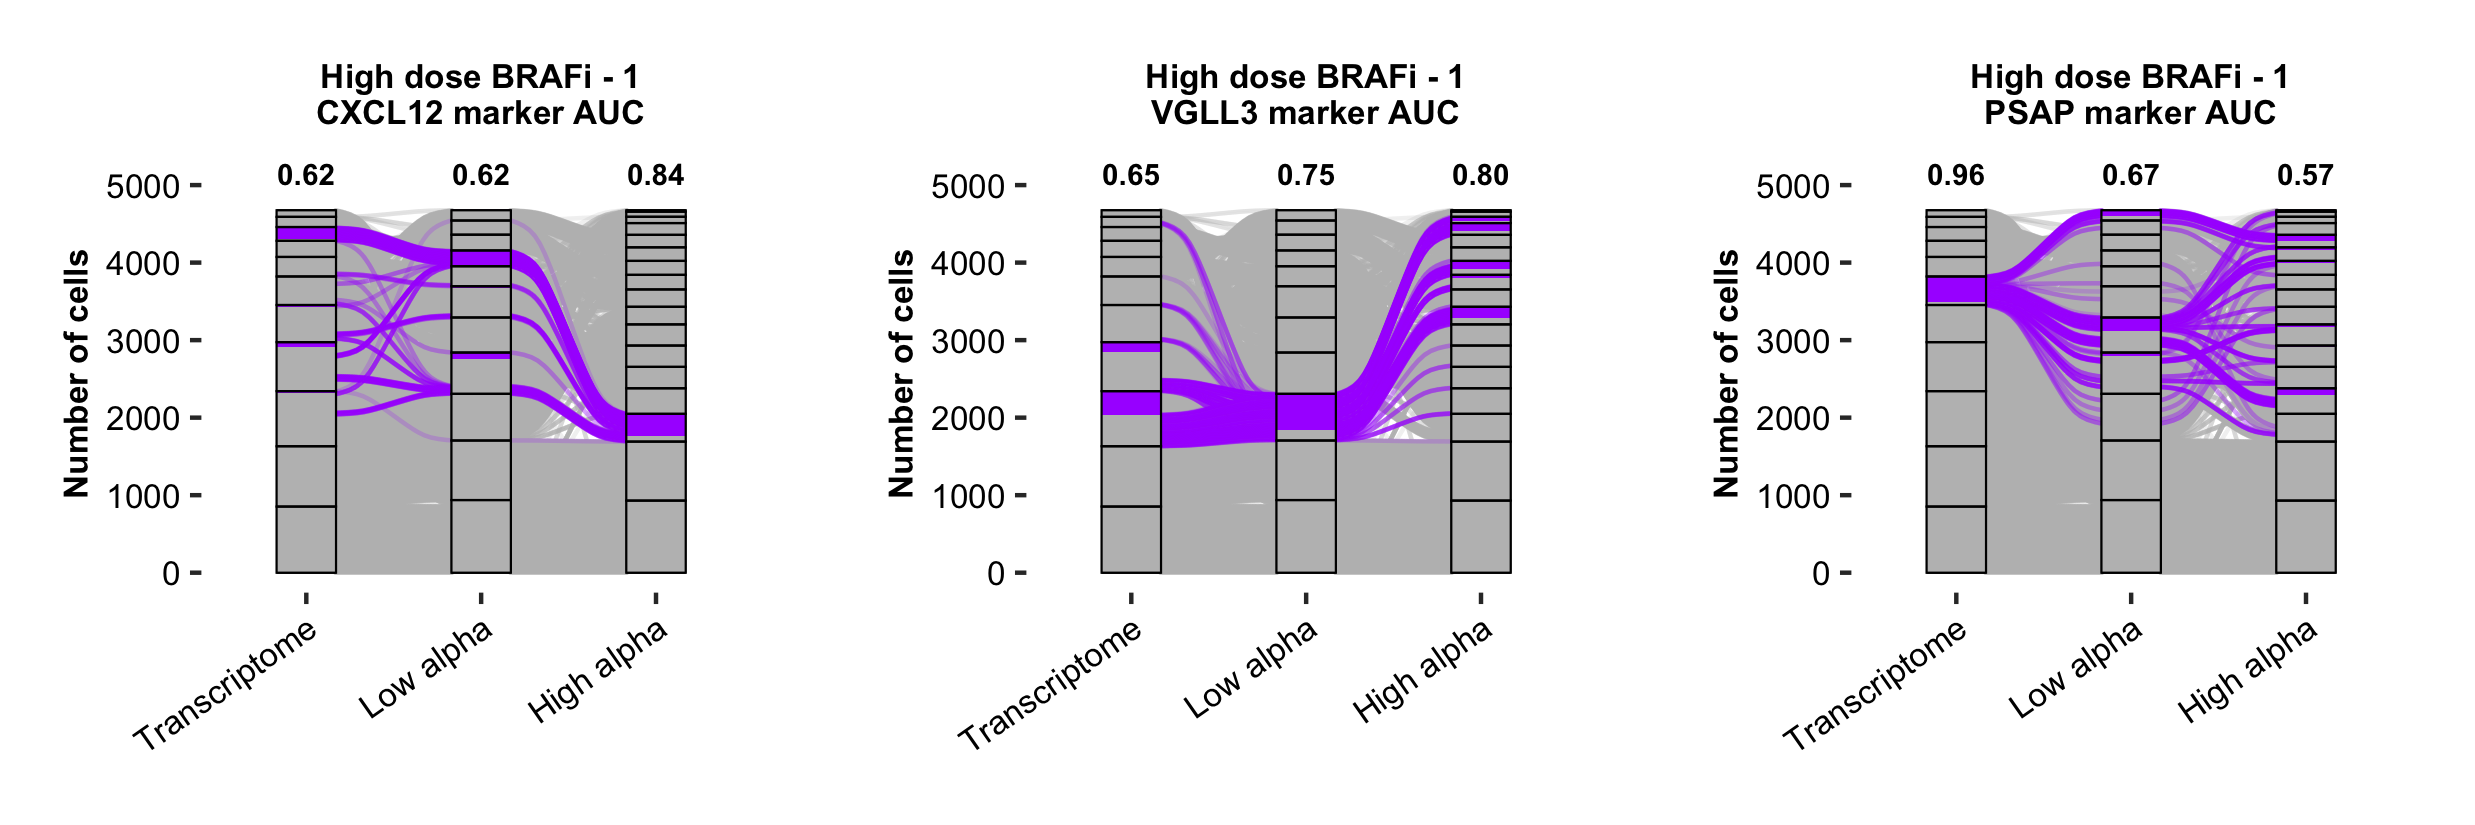 High dose BRAFi - 1
CXCL12 marker AUC
0.62 0.62 0.84
5000
4000
3000
2000
1000
0
Number of cells
Transcriptome
Low alpha
High alpha
High dose BRAFi - 1
VGLL3 marker AUC
0.65 0.75 0.80
5000
4000
3000
2000
1000
0
Number of cells
Transcriptome
Low alpha
High alpha
High dose BRAFi - 1
PSAP marker AUC
0.96 0.67 0.57
5000
4000
3000
2000
1000
0
Number of cells
Transcriptome
Low alpha
High alpha